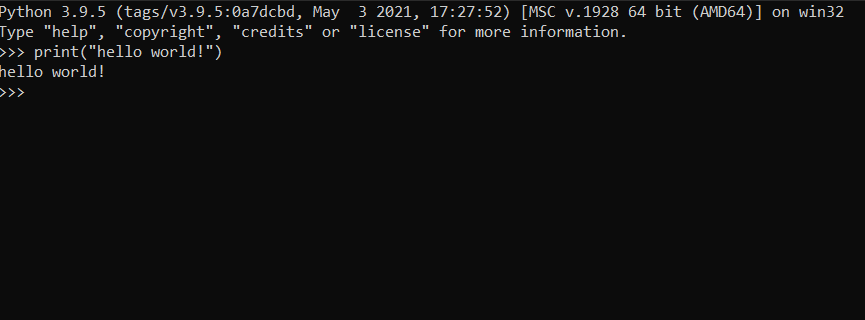 Python 3.9.5 (tags/v3.9.5:0a7dcbd, May  3 2021, 17:27:52) [MSC v.1928 64 bit (AMD64)] on win32
Type "help", "copyright", "credits" or "license" for more information.
>>> print("hello world!")
hello world!
>>>